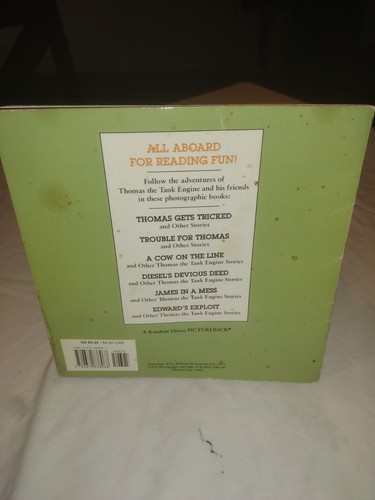 ALL ABOARD
FOR READING FUN!
Follow the adventures of
Thomas the Tank Engine and his friends
in these photographic books:
THOMAS GETS TRICKED
and Other Stories
TROUBLE FOR THOMAS
and Other Stories
A COW ON THE LINE
and Other Thomas the Tank Engine Stories
DIESEL'S DEVIOUS DEED
and Other Thomas the Tank Engine Stories
JAMES IN A MESS
and Other Thomas the Tank Engine Stories
EDWARD'S EXPLOIT
and Other Thomas the Tank Engine Stories
A Random House PICTUREBACK®